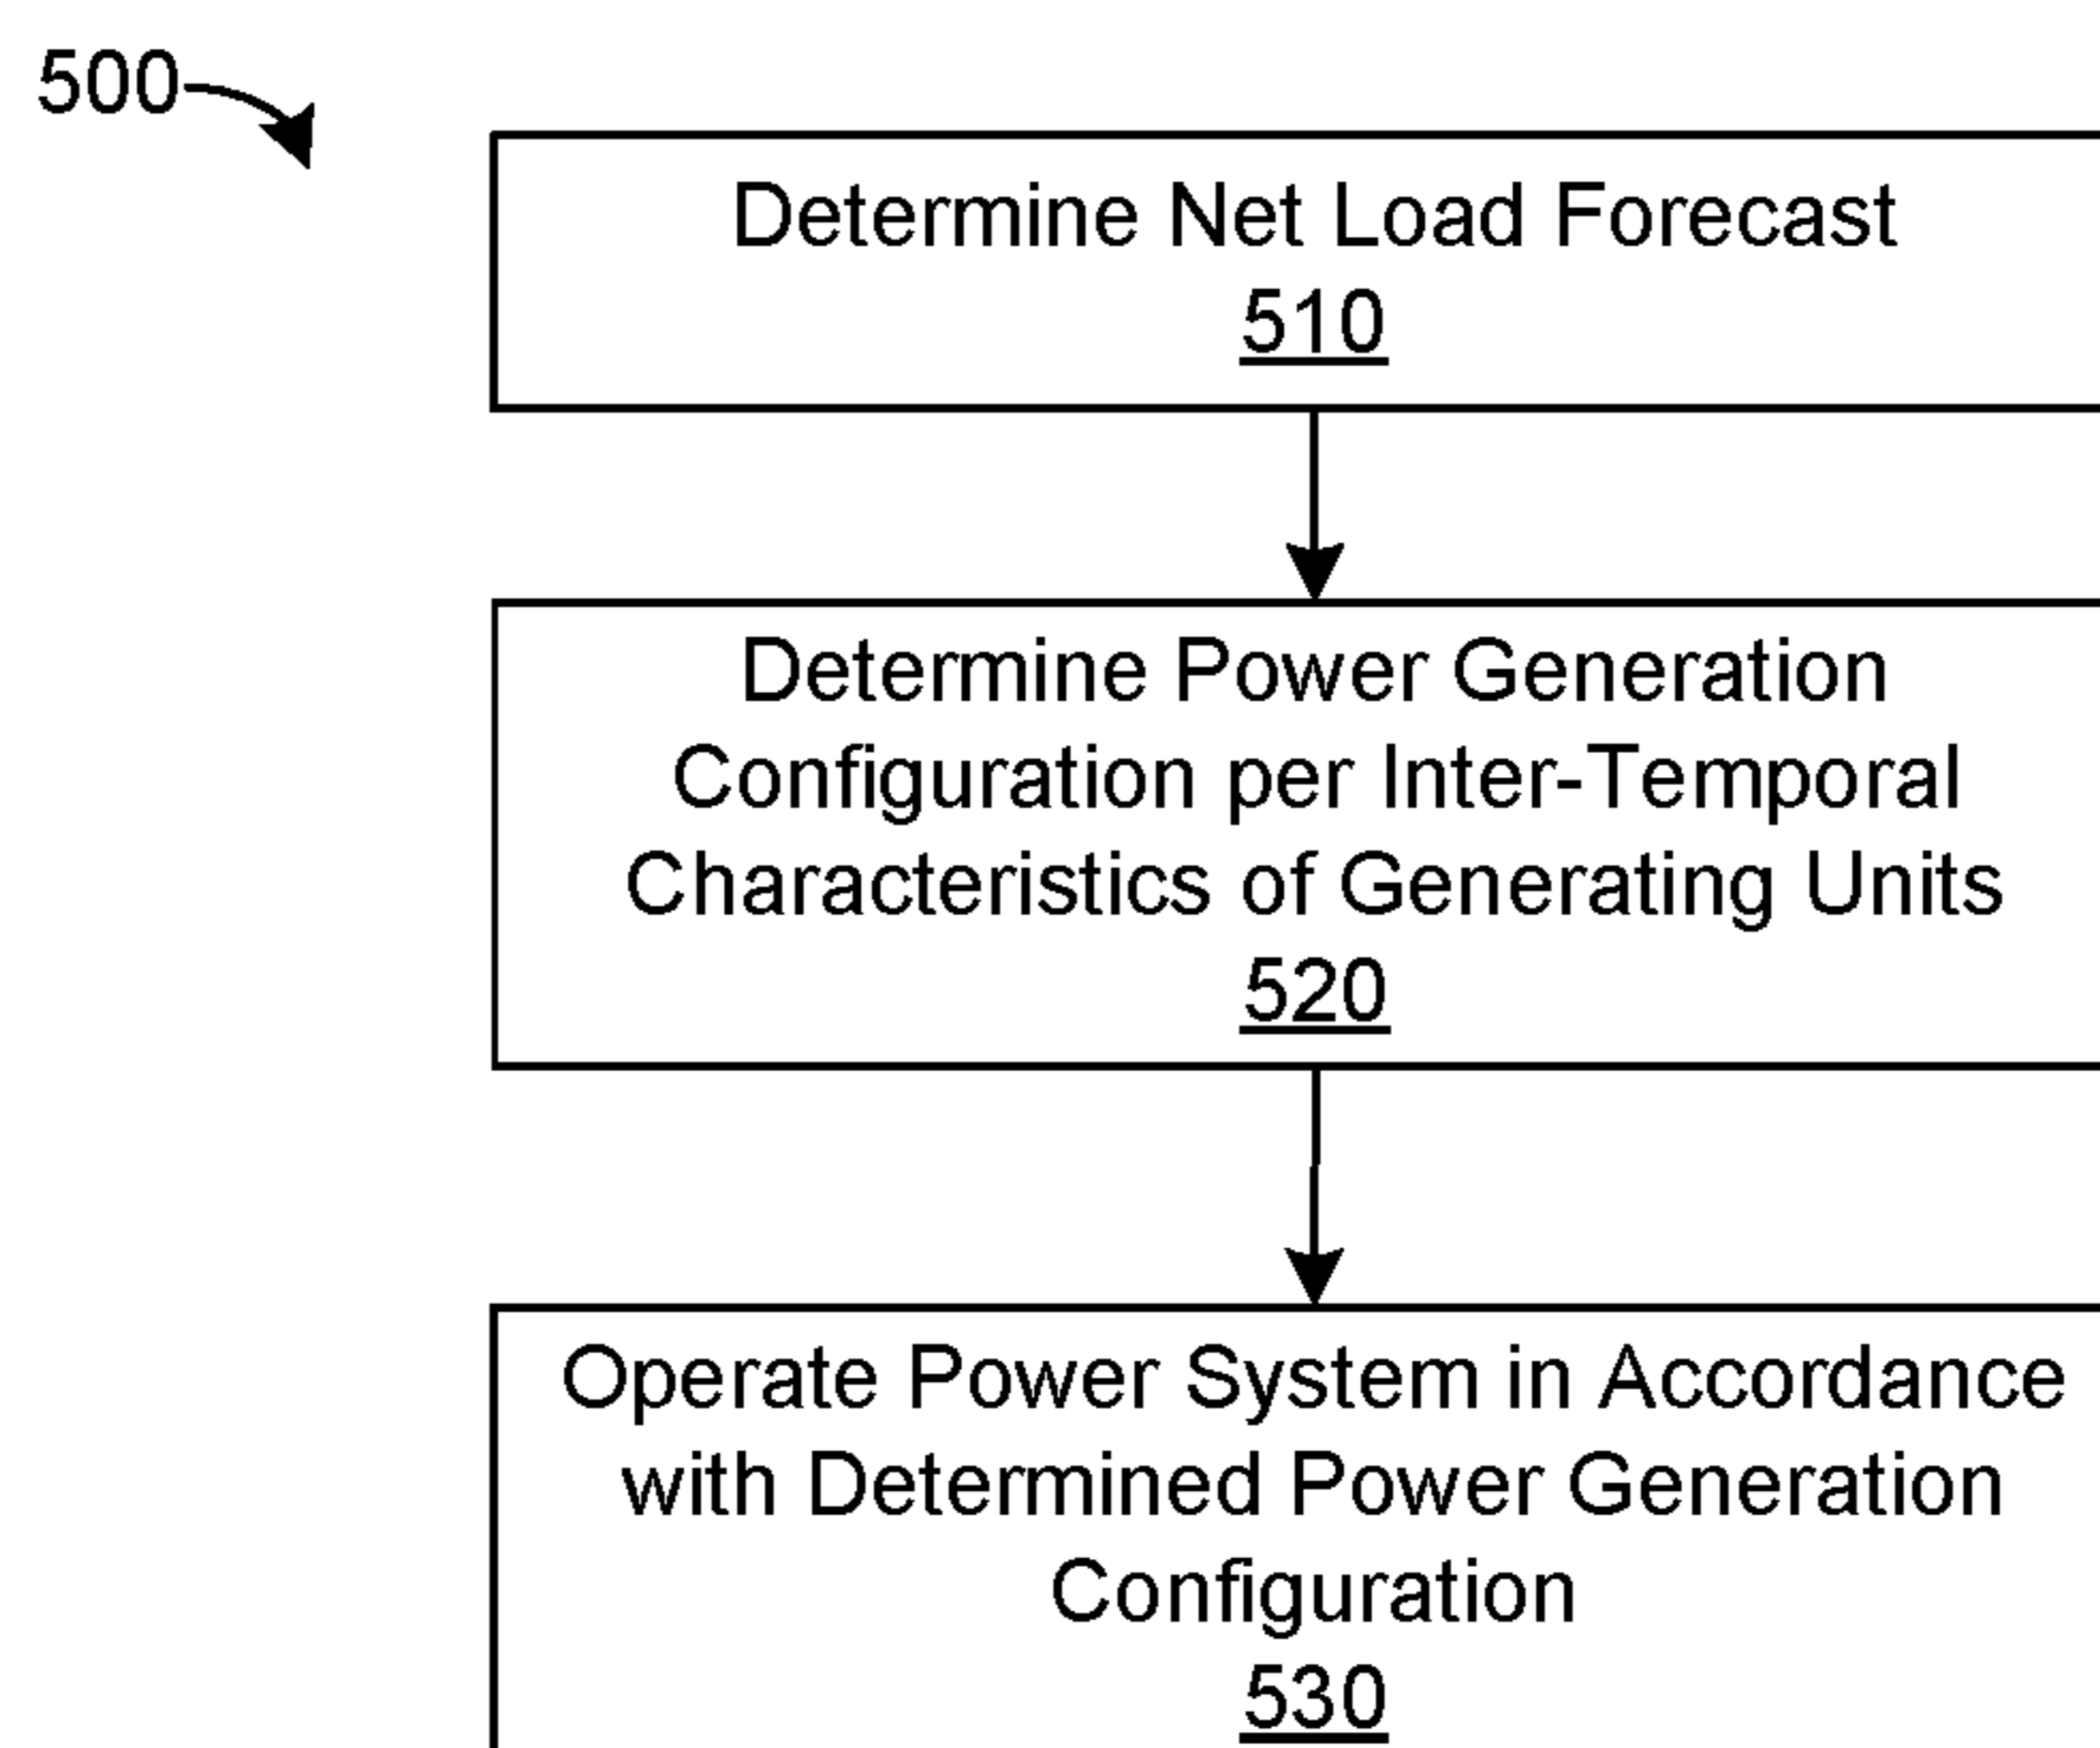 500
Determine Net Load Forecast
510
Determine Power Generation
Configuration per Inter-Temporal
Characteristics of Generating Units
520
Operate Power System in Accordance
with Determined Power Generation
Configuration
530